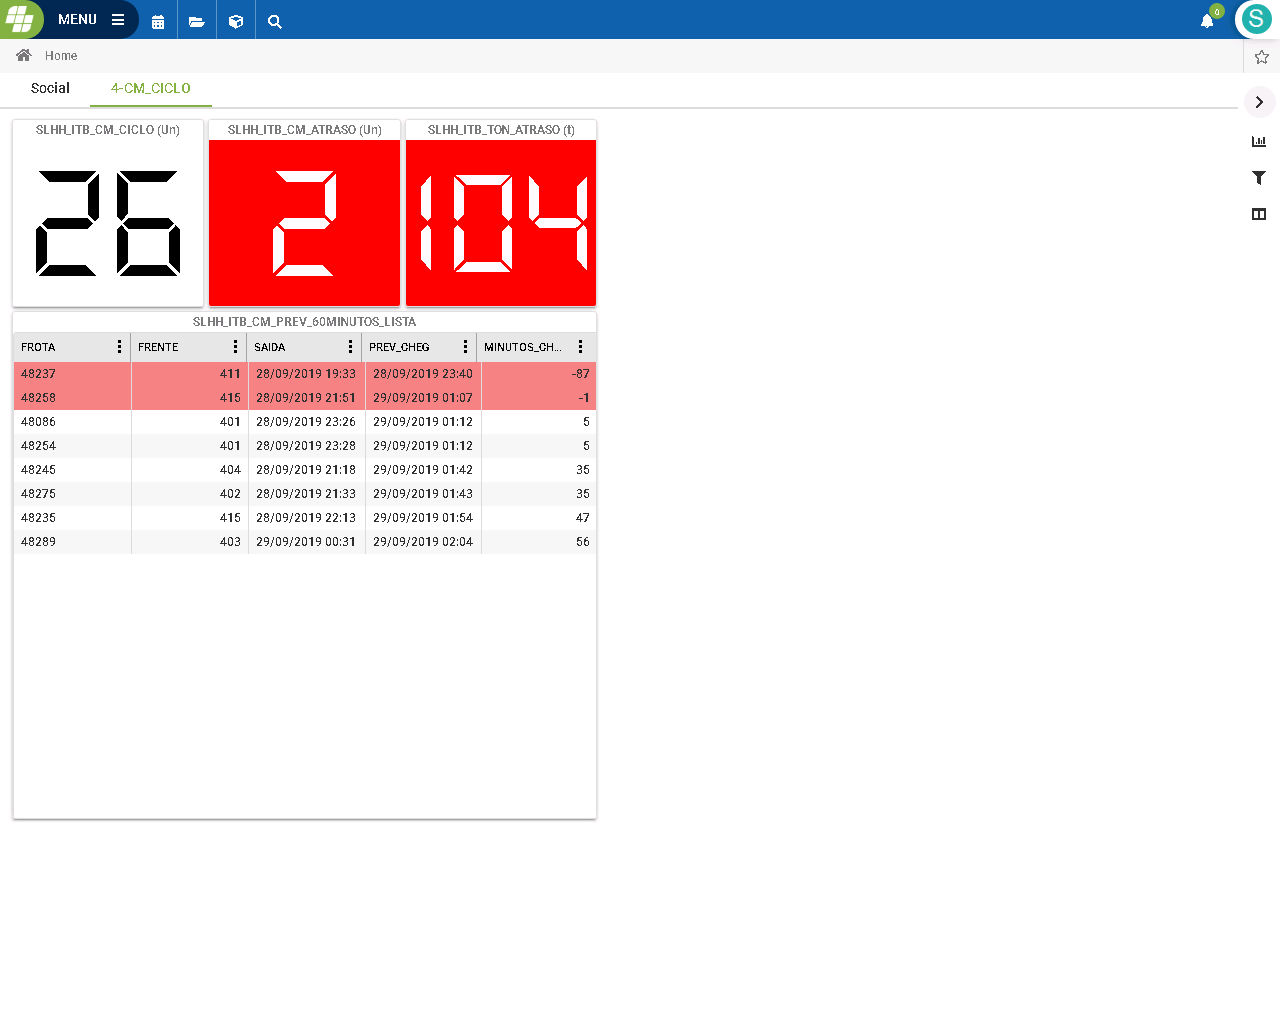 MENU
0
S
Home
Social 4-CM_CICLO
SLHH_ITB_CM_CICLO (Un) SLHH_ITB_CM_ATRASO (Un) SLHH_ITB_TON_ATRASO (t)
26 2 104
SLHH_ITB_CM_PREV_60MINUTOS_LISTA
FROTA FRENTE SAIDA PREV_CHEG MINUTOS_CH...
48237 411 28/09/2019 19:33 28/09/2019 23:40 -87
48258 415 28/09/2019 21:51 29/09/2019 01:07 -1
48086 401 28/09/2019 23:26 29/09/2019 01:12 5
48254 401 28/09/2019 23:28 29/09/2019 01:12 5
48245 404 28/09/2019 21:18 29/09/2019 01:42 35
48275 402 28/09/2019 21:33 29/09/2019 01:43 35
48235 415 28/09/2019 22:13 29/09/2019 01:54 47
48289 403 29/09/2019 00:31 29/09/2019 02:04 56